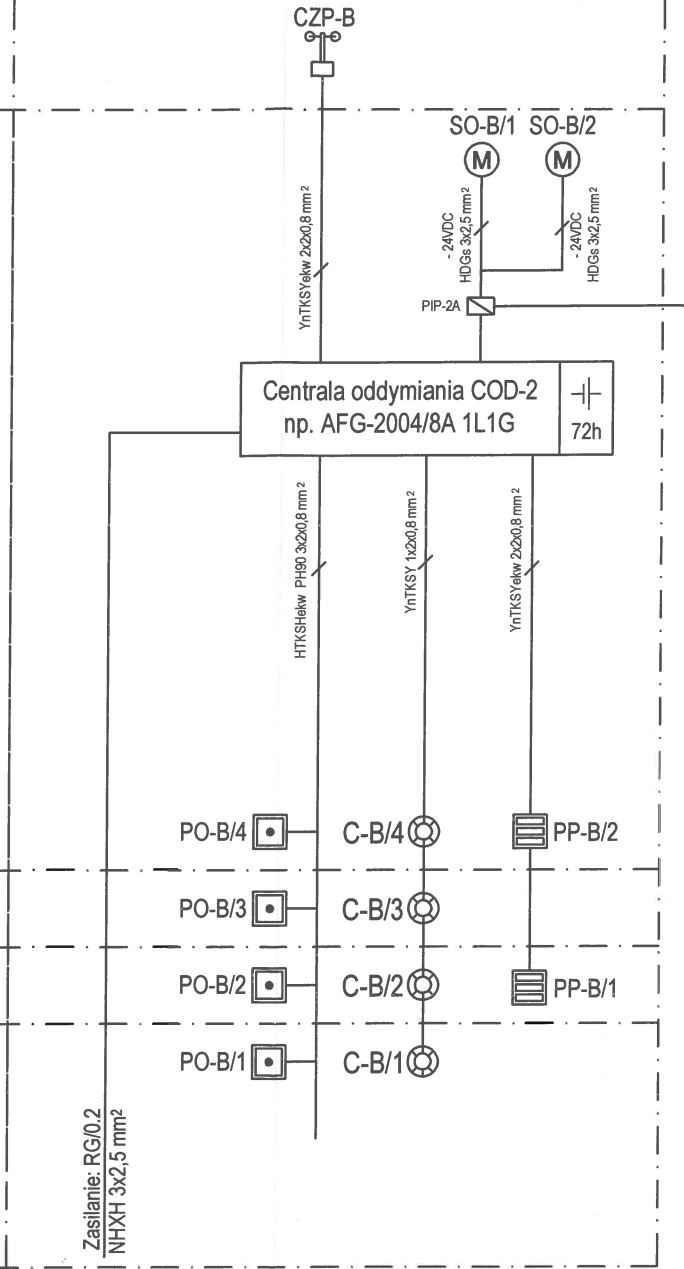 CZP-B
SO-B/1 SO-B/2
M M
YnTKSYekw 2x2x0,8 mm²
- 24VDC
HDGs 3x2,5 mm²
- 24VDC
HDGs 3x2,5 mm²
PIP-2A
Centrala oddymiania COD-2
np. AFG-2004/8A 1L1G
72h
HTKSHekw PH90 3x2x0,8 mm²
YnTKSY 1x2x0,8 mm²
YnTKSYekw 2x2x0,8 mm²
PO-B/4 C-B/4 PP-B/2
PO-B/3 C-B/3
PO-B/2 C-B/2 PP-B/1
PO-B/1 C-B/1
Zasilanie: RG/0.2
NHXH 3x2,5 mm²